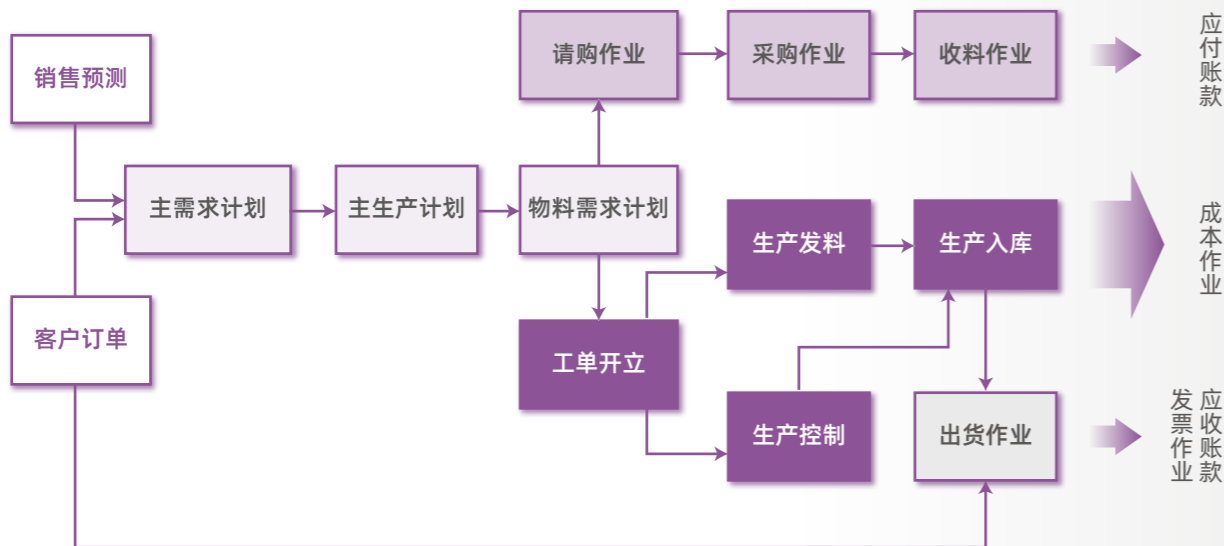 请购作业
采购作业
收料作业
应付账款
销售预测
主需求计划
主生产计划
物料需求计划
生产发料
生产入库
成本作业
客户订单
工单开立
生产控制
出货作业
应收账款
发票作业